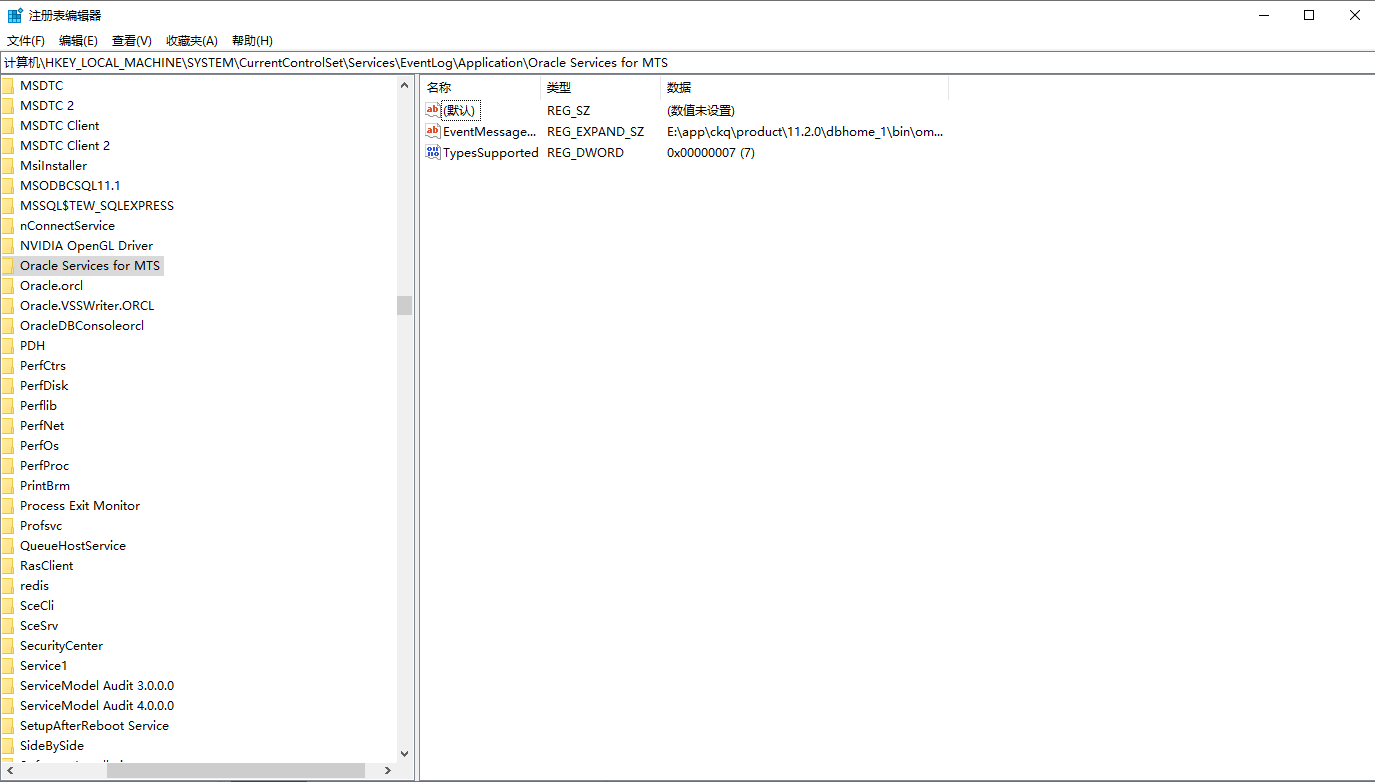 注册表编辑器
文件(F) 编辑(E) 查看(V) 收藏夹(A) 帮助(H)
计算机\HKEY_LOCAL_MACHINE\SYSTEM\CurrentControlSet\Services\EventLog\Application\Oracle Services for MTS
MSDTC
MSDTC 2
MSDTC Client
MSDTC Client 2
MsiInstaller
MSODBCSQL11.1
MSSQL$TEW_SQLEXPRESS
nConnectService
NVIDIA OpenGL Driver
Oracle Services for MTS
Oracle.orcl
Oracle.VSSWriter.ORCL
OracleDBConsoleorcl
PDH
PerfCtrs
PerfDisk
Perflib
PerfNet
PerfOs
PerfProc
PrintBrm
Process Exit Monitor
Profsvc
QueueHostService
RasClient
redis
SceCli
SceSrv
SecurityCenter
Service1
ServiceModel Audit 3.0.0.0
ServiceModel Audit 4.0.0.0
SetupAfterReboot Service
SideBySide
名称 类型 数据
(默认) REG_SZ (数值未设置)
EventMessage... REG_EXPAND_SZ E:\app\ckq\product\11.2.0\dbhome_1\bin\om...
TypesSupported REG_DWORD 0x00000007 (7)